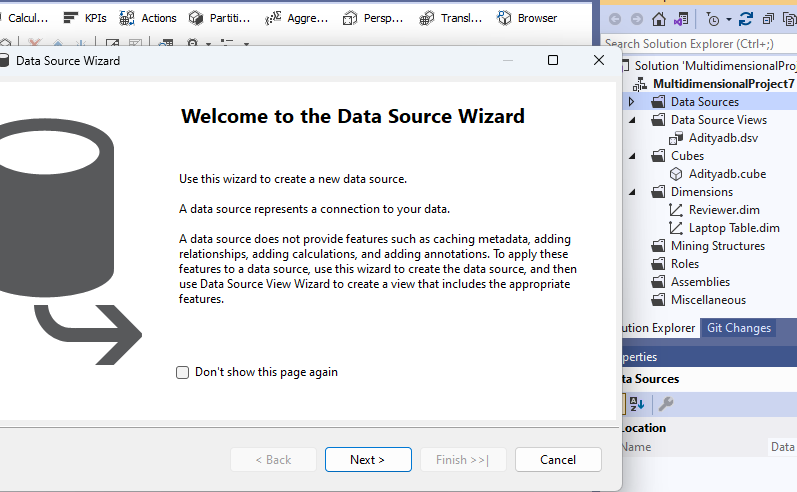 Calcul... KPIs Actions Partiti... Aggre... Persp... Transl... Browser
Search Solution Explorer (Ctrl+;)
Data Source Wizard
Welcome to the Data Source Wizard
Use this wizard to create a new data source.
A data source represents a connection to your data.
A data source does not provide features such as caching metadata, adding
relationships, adding calculations, and adding annotations. To apply these
features to a data source, use this wizard to create the data source, and then
use Data Source View Wizard to create a view that includes the appropriate
features.
Don't show this page again
< Back
Next >
Finish >>|
Cancel
Solution 'MultidimensionalProj
MultidimensionalProject7
Data Sources
Data Source Views
Adityadb.dsv
Cubes
Adityadb.cube
Dimensions
Reviewer.dim
Laptop Table.dim
Mining Structures
Roles
Assemblies
Miscellaneous
ution Explorer Git Changes
perties
ta Sources
Location
Name Data